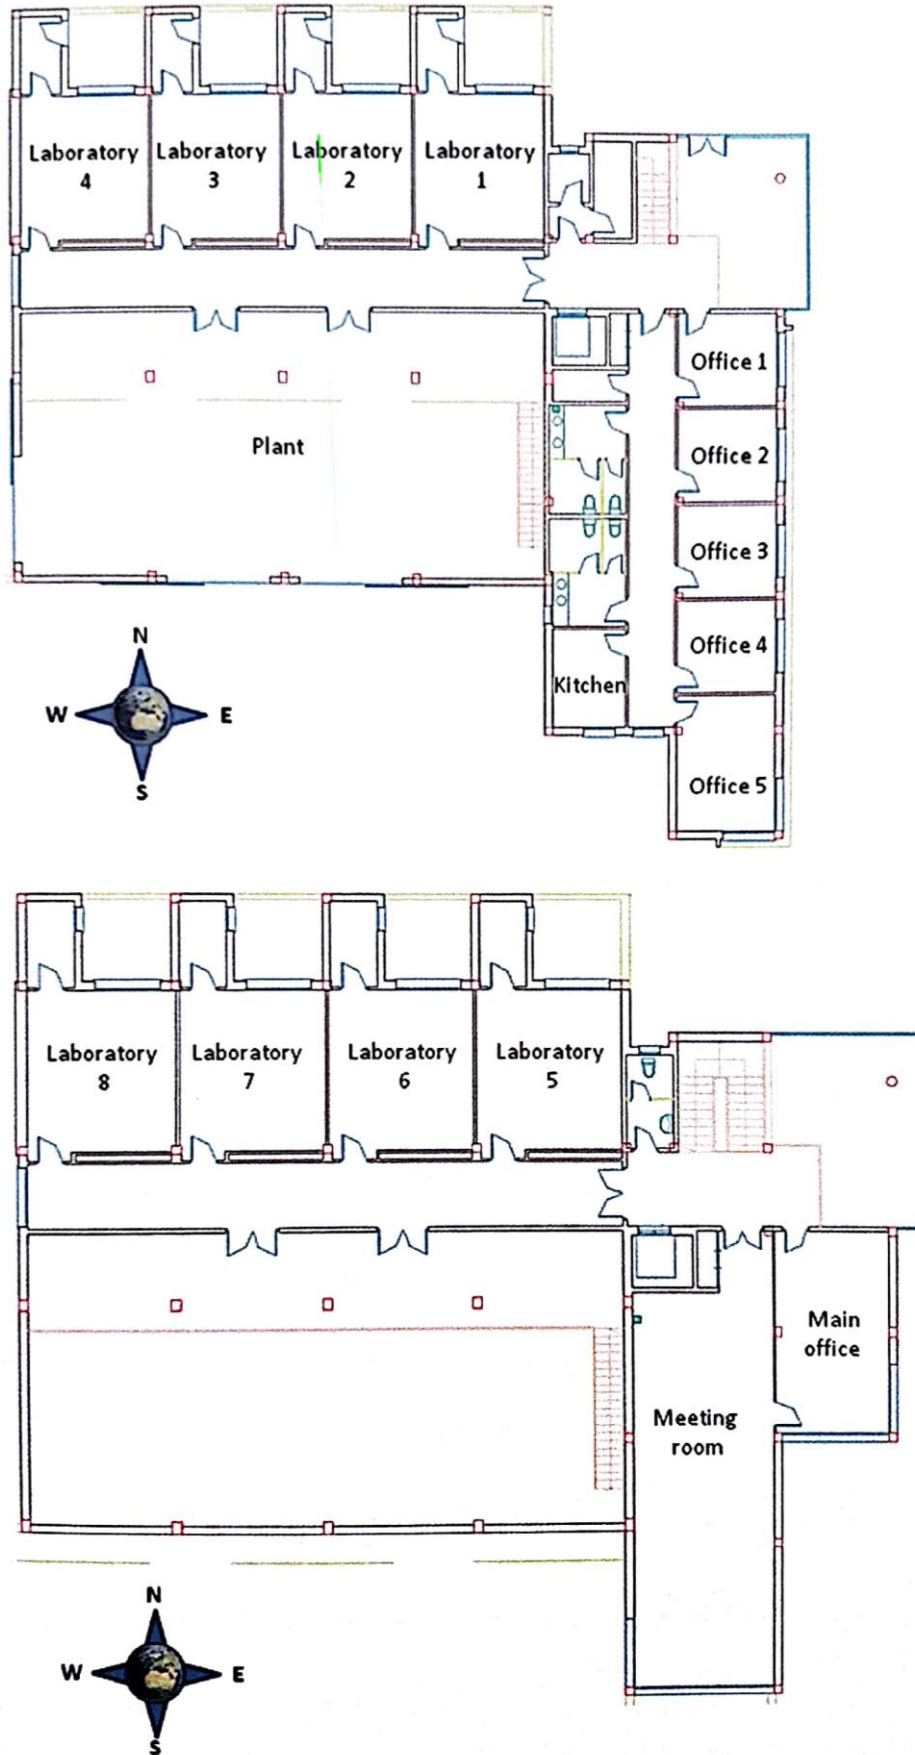 Laboratory
4
Laboratory
3
Laboratory
2
Laboratory
1
Office 1
Office 2
Plant
Office 3
Office 4
Kitchen
Office 5
N
W
E
S
Laboratory
8
Laboratory
7
Laboratory
6
Laboratory
5
Main
office
Meeting
room
N
W
E
S